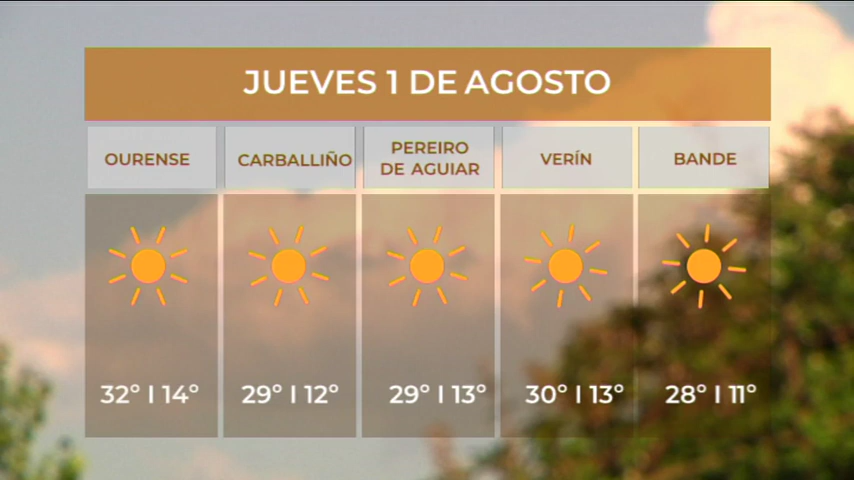 JUEVES 1 DE AGOSTO
OURENSE
CARBALLIÑO
PEREIRO
DE AGUIAR
VERÍN
BANDE
32° | 14°
29° | 12°
29° | 13°
30° | 13°
28° | 11°